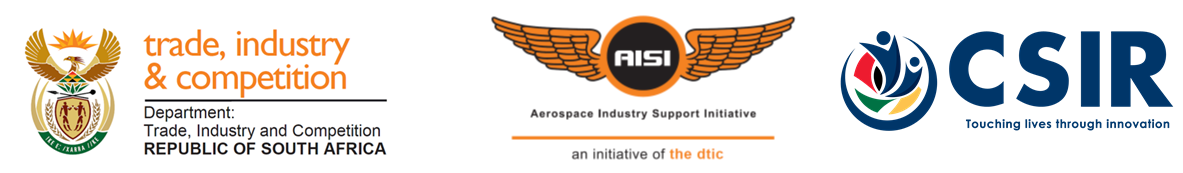 trade, industry
& competition
Department:
Trade, Industry and Competition
REPUBLIC OF SOUTH AFRICA
AISI
Aerospace Industry Support Initiative
an initiative of the dtic
CSIR
Touching lives through innovation